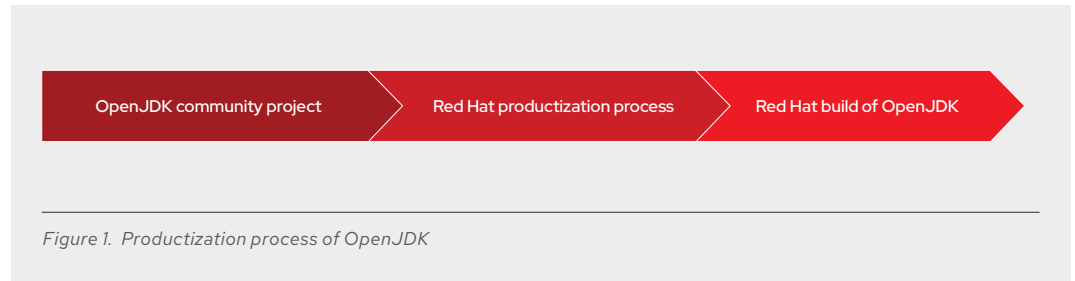 OpenJDK community project
Red Hat productization process
Red Hat build of OpenJDK
Figure 1. Productization process of OpenJDK